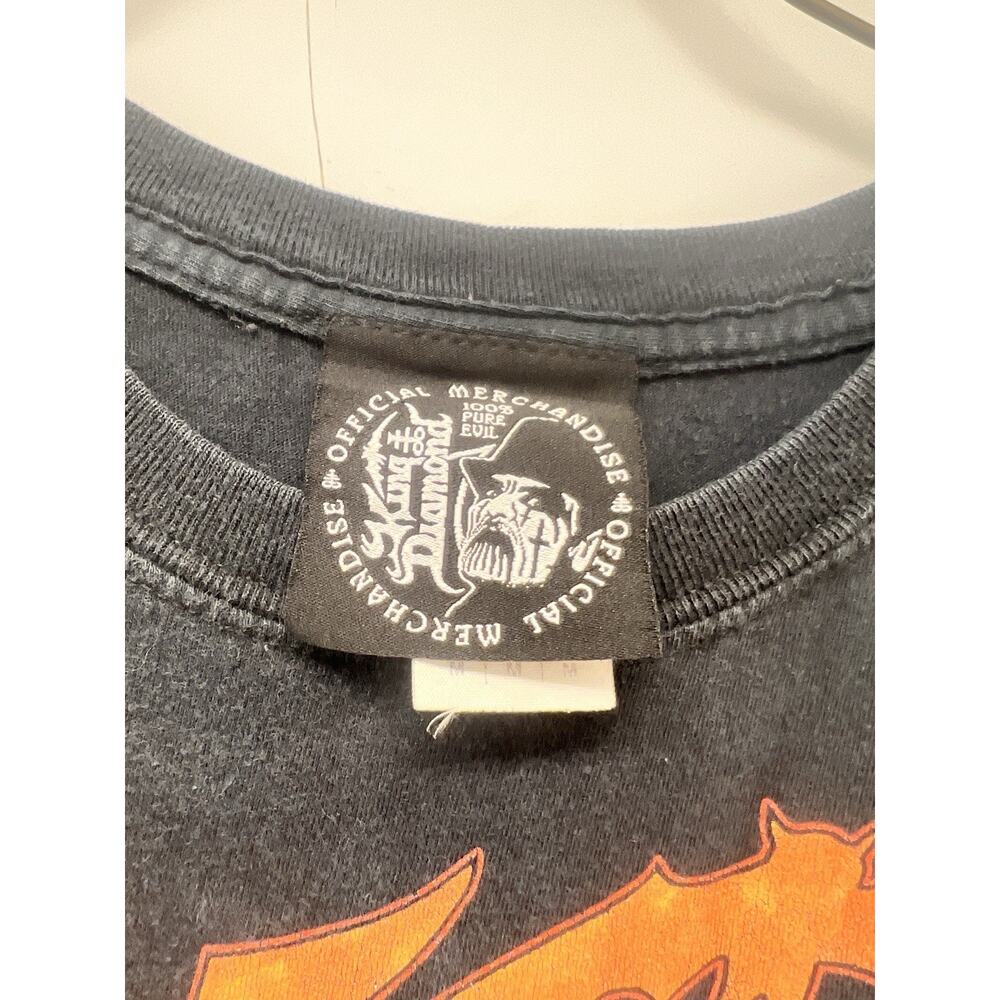 OFFICIAL MERCHANDISE
OFFICIAL MERCHANDISE
100%
PURE
EVIL
King
Diamond
M | M | M